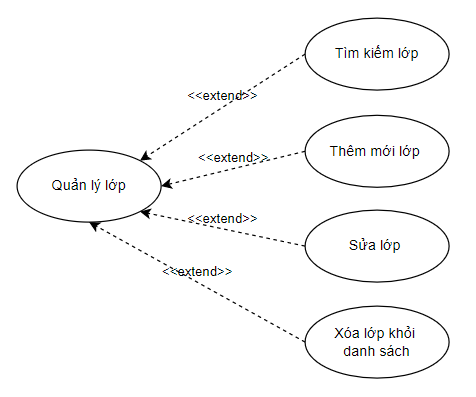 Tìm kiếm lớp
<<extend>>
Thêm mới lớp
<<extend>>
Quản lý lớp
<<extend>>
Sửa lớp
<<extend>>
Xóa lớp khỏi
danh sách